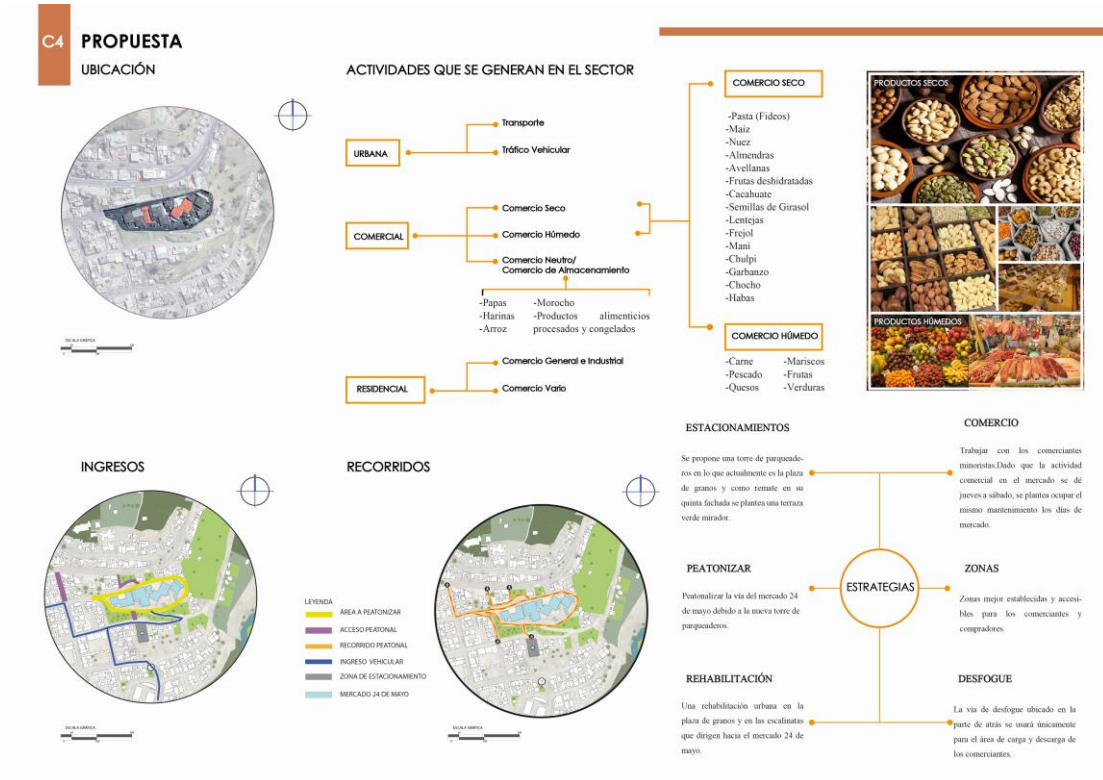 C4
PROPUESTA
UBICACIÓN
ESCALA GRÁFICA
ACTIVIDADES QUE SE GENERAN EN EL SECTOR
URBANA
Transporte
Tráfico Vehicular
COMERCIAL
Comercio Seco
Comercio Húmedo
Comercio Neutro/
Comercio de Almacenamiento
-Papas -Morocho
-Harinas -Productos alimenticios
-Arroz procesados y congelados
RESIDENCIAL
Comercio General e Industrial
Comercio Vario
COMERCIO SECO
-Pasta (Fideos)
-Maíz
-Nuez
-Almendras
-Avellanas
-Frutas deshidratadas
-Cacahuate
-Semillas de Girasol
-Lentejas
-Frejol
-Mani
-Chulpi
-Garbanzo
-Chocho
-Habas
COMERCIO HÚMEDO
-Carne -Mariscos
-Pescado -Frutas
-Quesos -Verduras
PRODUCTOS SECOS
PRODUCTOS HÚMEDOS
INGRESOS
ESCALA GRÁFICA
LEYENDA
ÁREA A PEATONIZAR
ACCESO PEATONAL
RECORRIDO PEATONAL
INGRESO VEHICULAR
ZONA DE ESTACIONAMIENTO
MERCADO 24 DE MAYO
RECORRIDOS
ESCALA GRÁFICA
ESTRATEGIAS
ESTACIONAMIENTOS
Se propone una torre de parqueade-
ros en lo que actualmente es la plaza
de granos y como remate en su
quinta fachada se plantea una terraza
verde mirador.
PEATONIZAR
Peatonalizar la vía del mercado 24
de mayo debido a la nueva torre de
parqueaderos.
REHABILITACIÓN
Una rehabilitación urbana en la
plaza de granos y en las escalinatas
que dirigen hacia el mercado 24 de
mayo.
COMERCIO
Trabajar con los comerciantes
minoristas.Dado que la actividad
comercial en el mercado se dé
jueves a sábado, se plantea ocupar el
mismo mantenimiento los días de
mercado.
ZONAS
Zonas mejor establecidas y accesi-
bles para los comerciantes y
compradores.
DESFOGUE
La vía de desfogue ubicado en la
parte de atrás se usará únicamente
para el área de carga y descarga de
los comerciantes.